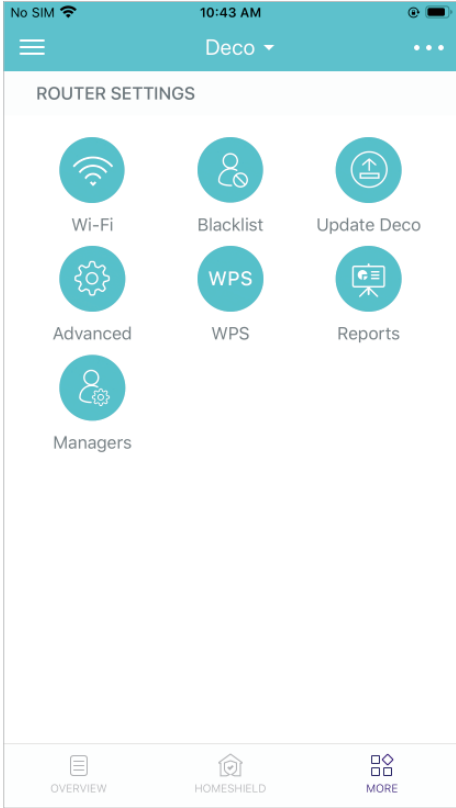 No SIM 10:43 AM
Deco
ROUTER SETTINGS
Wi-Fi Blacklist Update Deco
WPS
Advanced WPS Reports
Managers
OVERVIEW HOMESHIELD MORE